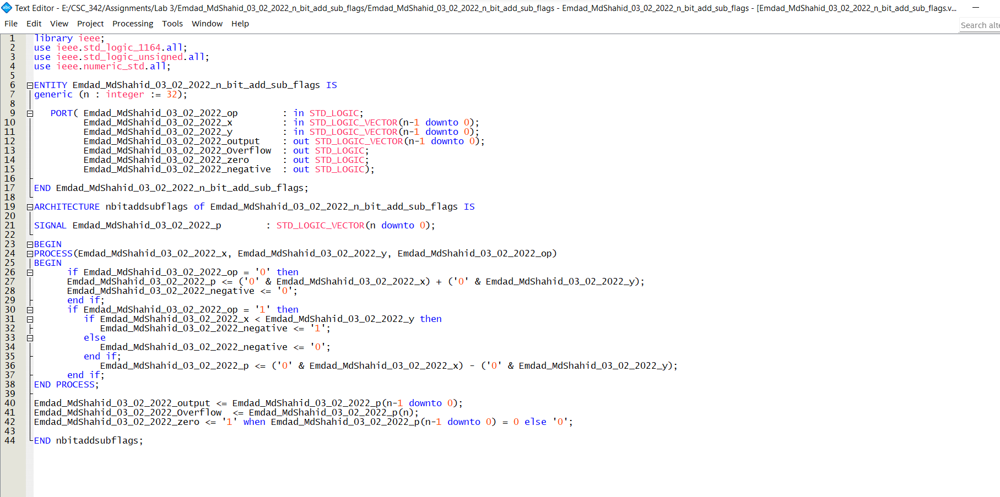 Text Editor - E:/CSC_342/Assignments/Lab 3/Emdad_MdShahid_03_02_2022_n_bit_add_sub_flags/Emdad_MdShahid_03_02_2022_n_bit_add_sub_flags - Emdad_MdShahid_03_02_2022_n_bit_add_sub_flags - [Emdad_MdShahid_03_02_2022_n_bit_add_sub_flags.v...
File Edit View Project Processing Tools Window Help
Search alte
1 library ieee;
2 use ieee.std_logic_1164.all;
3 use ieee.std_logic_unsigned.all;
4 use ieee.numeric_std.all;
5
6 ENTITY Emdad_MdShahid_03_02_2022_n_bit_add_sub_flags IS
7 generic (n : integer := 32);
8
9 PORT( Emdad_MdShahid_03_02_2022_op : in STD_LOGIC;
10 Emdad_MdShahid_03_02_2022_x : in STD_LOGIC_VECTOR(n-1 downto 0);
11 Emdad_MdShahid_03_02_2022_y : in STD_LOGIC_VECTOR(n-1 downto 0);
12 Emdad_MdShahid_03_02_2022_output : out STD_LOGIC_VECTOR(n-1 downto 0);
13 Emdad_MdShahid_03_02_2022_Overflow : out STD_LOGIC;
14 Emdad_MdShahid_03_02_2022_zero : out STD_LOGIC;
15 Emdad_MdShahid_03_02_2022_negative : out STD_LOGIC);
16
17 END Emdad_MdShahid_03_02_2022_n_bit_add_sub_flags;
18
19 ARCHITECTURE nbitaddsubflags of Emdad_MdShahid_03_02_2022_n_bit_add_sub_flags IS
20
21 SIGNAL Emdad_MdShahid_03_02_2022_p : STD_LOGIC_VECTOR(n downto 0);
22
23 BEGIN
24 PROCESS(Emdad_MdShahid_03_02_2022_x, Emdad_MdShahid_03_02_2022_y, Emdad_MdShahid_03_02_2022_op)
25 BEGIN
26 if Emdad_MdShahid_03_02_2022_op = '0' then
27 Emdad_MdShahid_03_02_2022_p <= ('0' & Emdad_MdShahid_03_02_2022_x) + ('0' & Emdad_MdShahid_03_02_2022_y);
28 Emdad_MdShahid_03_02_2022_negative <= '0';
29 end if;
30 if Emdad_MdShahid_03_02_2022_op = '1' then
31 if Emdad_MdShahid_03_02_2022_x < Emdad_MdShahid_03_02_2022_y then
32 Emdad_MdShahid_03_02_2022_negative <= '1';
33 else
34 Emdad_MdShahid_03_02_2022_negative <= '0';
35 end if;
36 Emdad_MdShahid_03_02_2022_p <= ('0' & Emdad_MdShahid_03_02_2022_x) - ('0' & Emdad_MdShahid_03_02_2022_y);
37 end if;
38 END PROCESS;
39
40 Emdad_MdShahid_03_02_2022_output <= Emdad_MdShahid_03_02_2022_p(n-1 downto 0);
41 Emdad_MdShahid_03_02_2022_Overflow <= Emdad_MdShahid_03_02_2022_p(n);
42 Emdad_MdShahid_03_02_2022_zero <= '1' when Emdad_MdShahid_03_02_2022_p(n-1 downto 0) = 0 else '0';
43
44 END nbitaddsubflags;